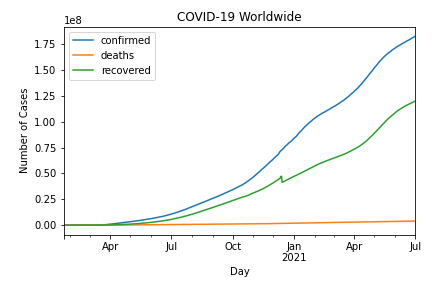 COVID-19 Worldwide
1e8
confirmed
deaths
recovered
1.75
1.50
1.25
1.00
0.75
0.50
0.25
0.00
Number of Cases
Apr
Jul
Oct
Jan
2021
Apr
Jul
Day